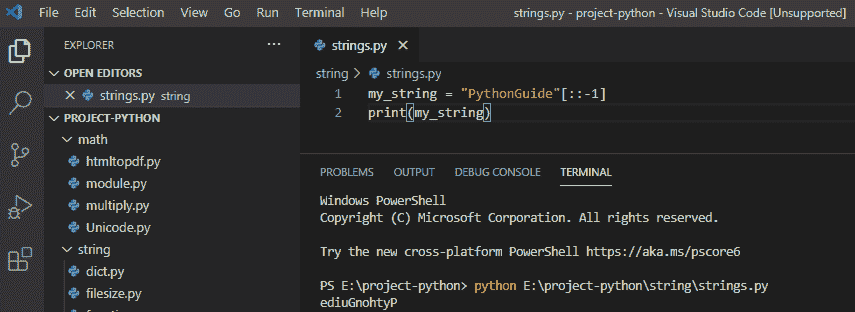 File Edit Selection View Go Run Terminal Help strings.py - project-python - Visual Studio Code [Unsupported]
EXPLORER
OPEN EDITORS
strings.py string
PROJECT-PYTHON
math
htmltopdf.py
module.py
multiply.py
Unicode.py
string
dict.py
filesize.py
strings.py
string > strings.py
1 my_string = "PythonGuide"[::-1]
2 print(my_string)
PROBLEMS OUTPUT DEBUG CONSOLE TERMINAL
Windows PowerShell
Copyright (C) Microsoft Corporation. All rights reserved.
Try the new cross-platform PowerShell https://aka.ms/pscore6
PS E:\project-python> python E:\project-python\string\strings.py
ediuGnohtyP